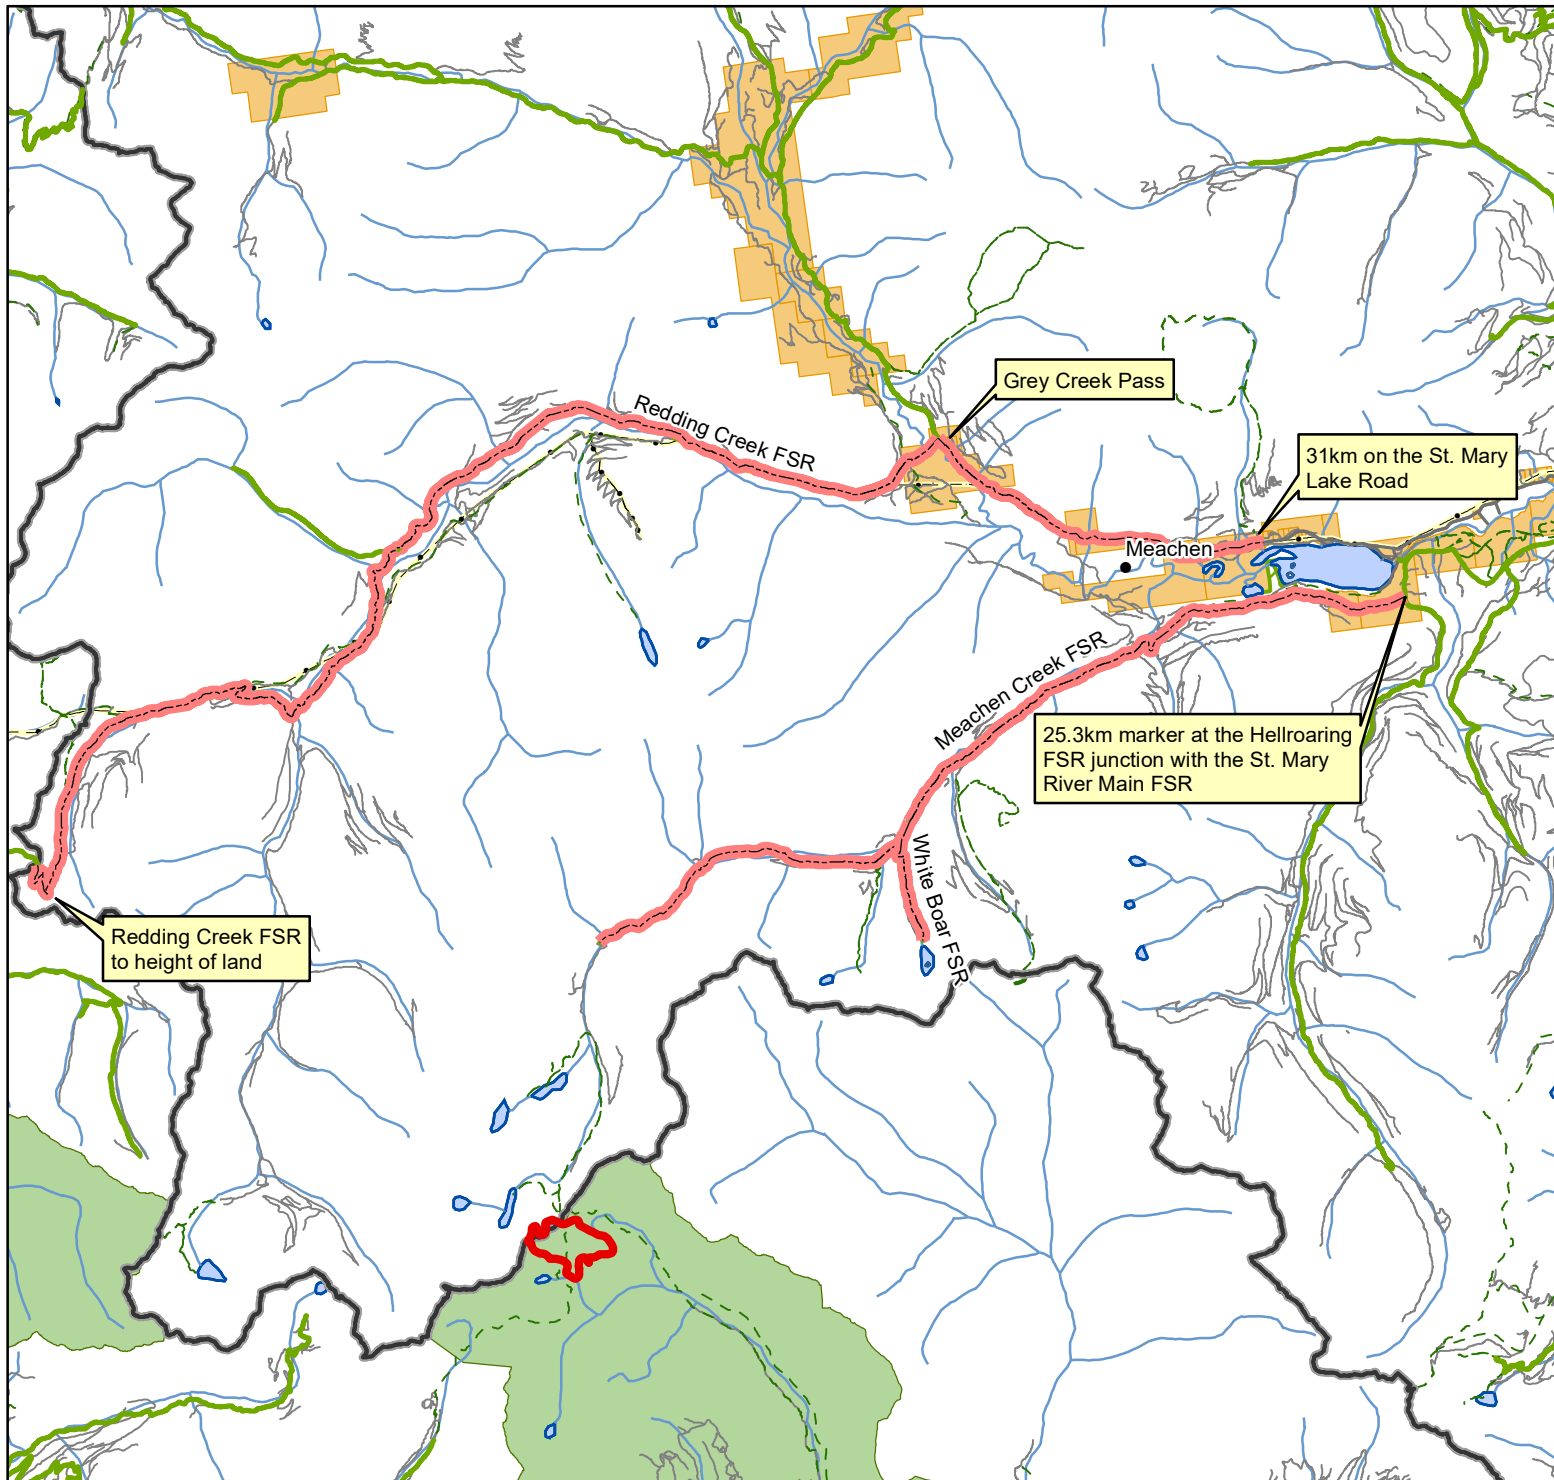 Grey Creek Pass
Redding Creek FSR
31km on the St. Mary
Lake Road
Meachen
Meachen Creek FSR
25.3km marker at the Hellroaring
FSR junction with the St. Mary
River Main FSR
White Boar FSR
Redding Creek FSR
to height of land